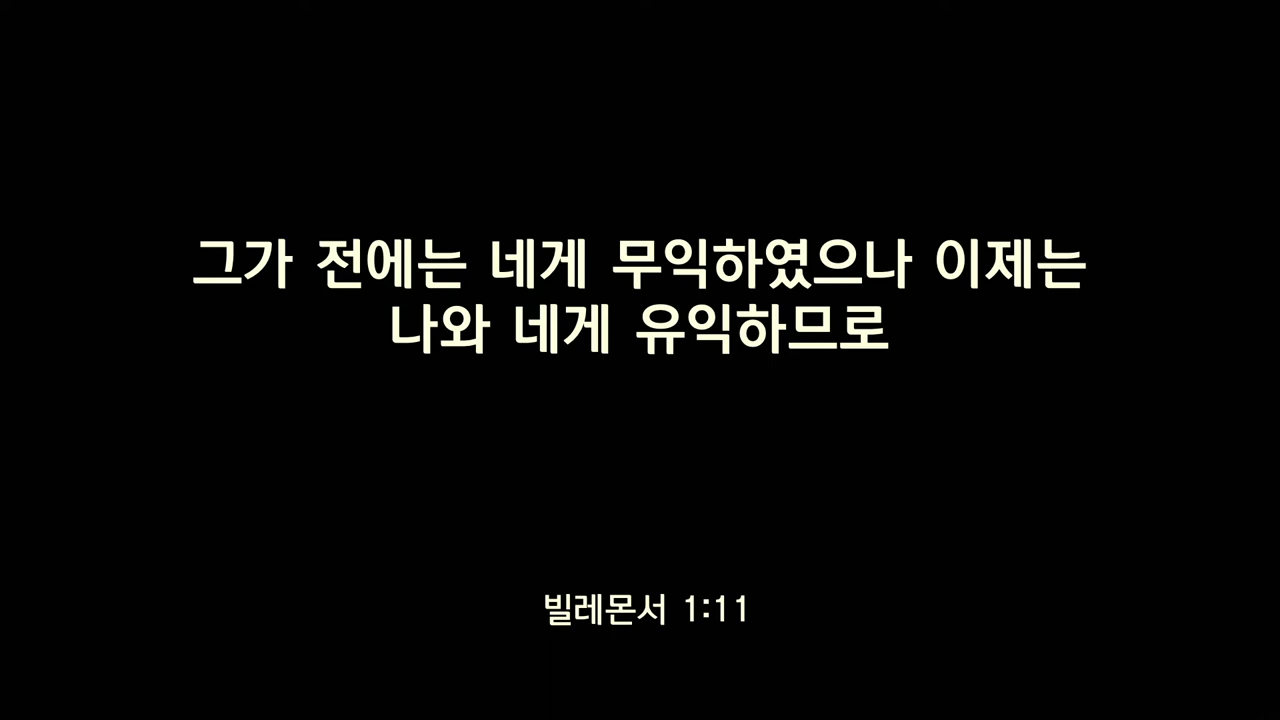 그가 전에는 네게 무익하였으나 이제는
나와 네게 유익하므로
빌레몬서 1:11